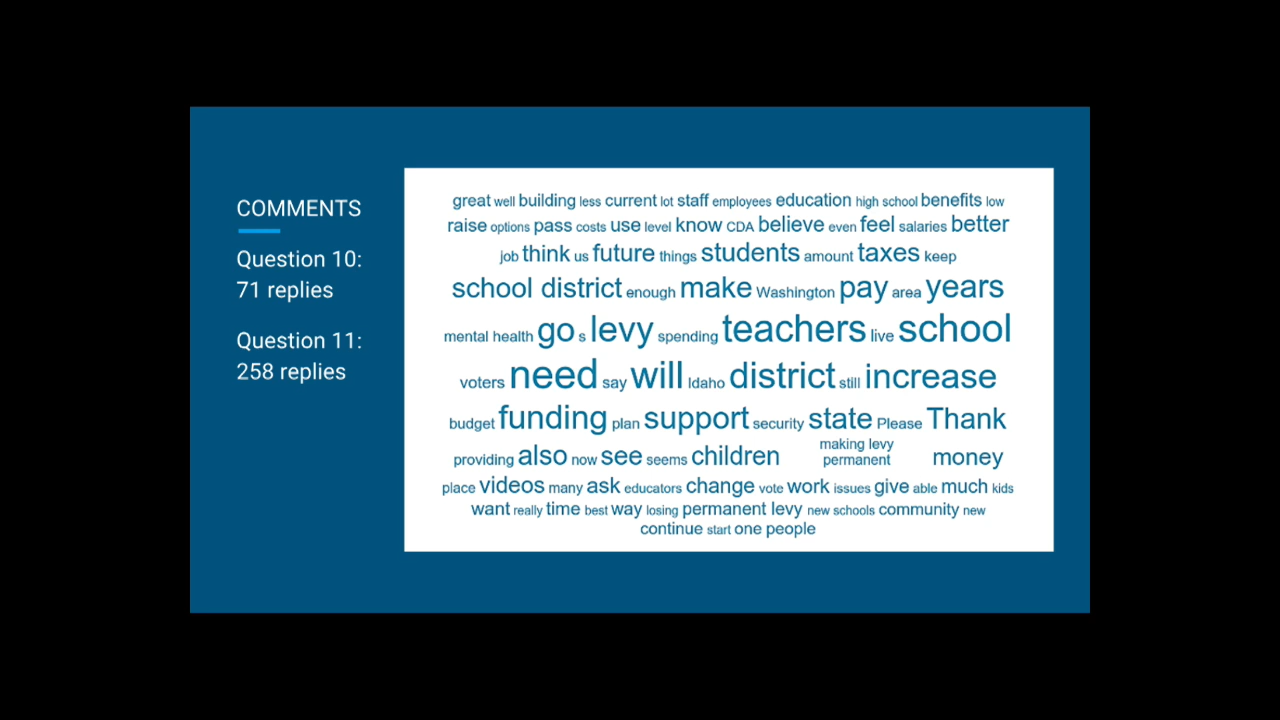 COMMENTS
Question 10:
71 replies
Question 11:
258 replies
great well building less current lot staff employees education high school benefits low
raise options pass costs use level know CDA believe even feel salaries better
job think us future things students amount taxes keep
school district enough make Washington pay area years
mental health go s levy spending teachers live school
voters need say will Idaho district still increase
budget funding plan support security state Please Thank
providing also now see seems children making levy permanent money
place videos many ask educators change vote work issues give able much kids
want really time best way losing permanent levy new schools community new
continue start one people